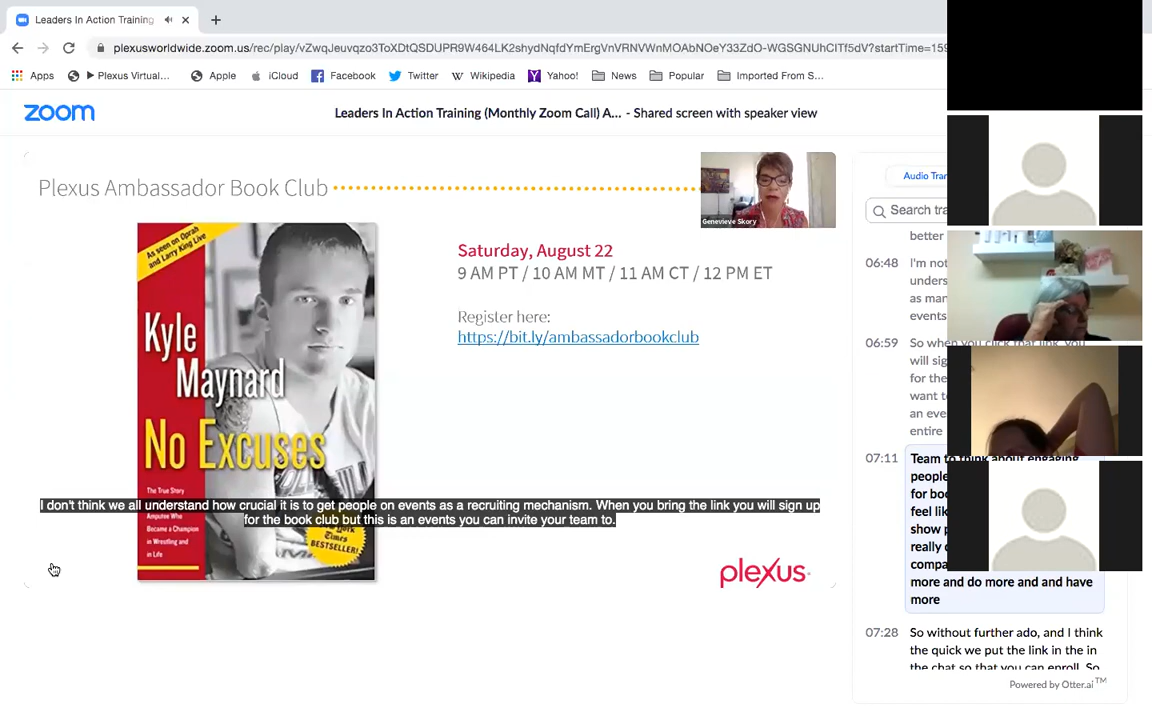 Leaders In Action Training
plexusworldwide.zoom.us/rec/play/vZwqJeuvqzo3ToXDtQSDUPR9W464LK2shydNqfdYmErgVnVRNVWnMOAbNOeY33ZdO-WGSGNUhCITf5dV?startTime=159
Apps Plexus Virtual... Apple iCloud Facebook Twitter Wikipedia Yahoo! News Popular Imported From S...
zoom
Leaders In Action Training (Monthly Zoom Call) A... - Shared screen with speaker view
Plexus Ambassador Book Club
Genevieve Skory
As seen on Oprah
and Larry King Live
Kyle
Maynard
No Excuses
The True Story
Amputee Who
Became a Champion
in Wrestling and
in Life
New York
Times
BESTSELLER!
Saturday, August 22
9 AM PT / 10 AM MT / 11 AM CT / 12 PM ET
Register here:
https://bit.ly/ambassadorbookclub
I don't think we all understand how crucial it is to get people on events as a recruiting mechanism. When you bring the link you will sign up
for the book club but this is an events you can invite your team to.
plexus
Audio Tran
Search tra
better
06:48 I'm not
unders
as man
events
06:59 So when you click that link, you
will sig
for the
want t
an eve
entire
07:11 Team to think about engaging
people
for boo
feel lik
show p
really
compa
more and do more and and have
more
07:28 So without further ado, and I think
the quick we put the link in the in
the chat so that you can enroll. So
Powered by Otter.ai TM